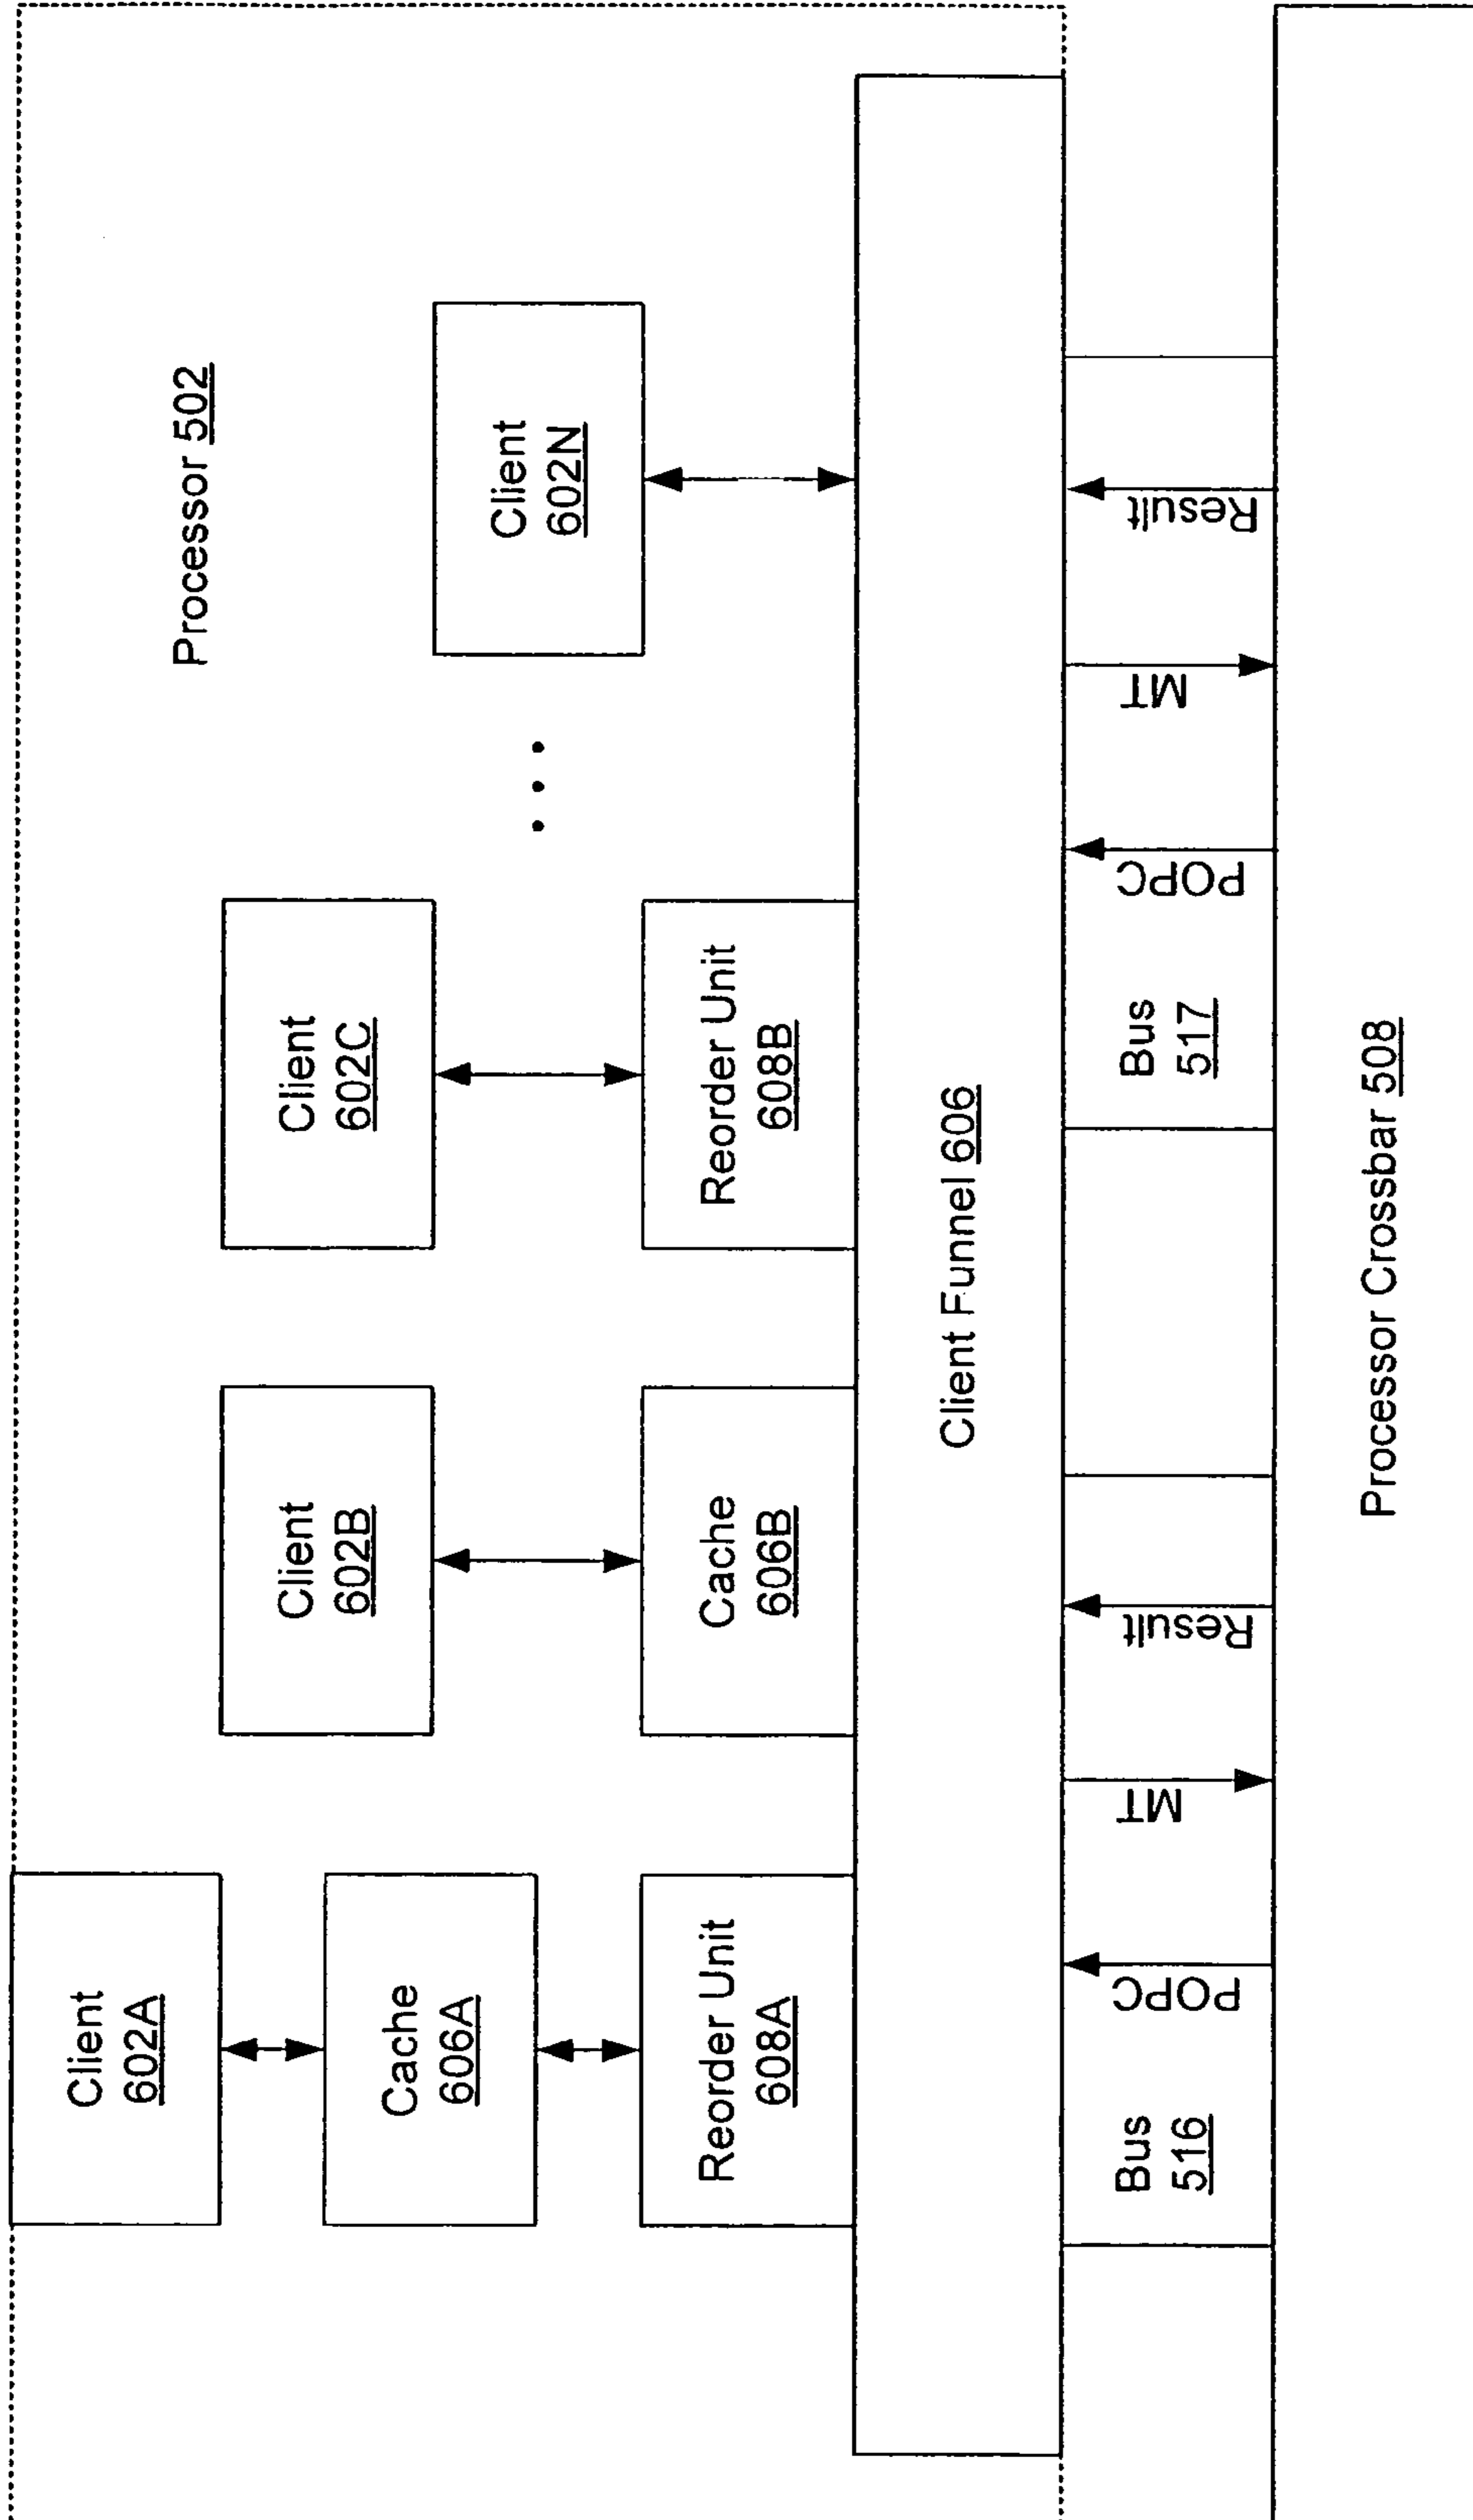 Processor 502
Client
602A
Cache
606A
Reorder Unit
608A
Client
602B
Cache
606B
Client
602C
Reorder Unit
608B
• • •
Client
602N
Client Funnel 606
Bus
516
POPC
MT
Result
Bus
517
POPC
MT
Result
Processor Crossbar 508